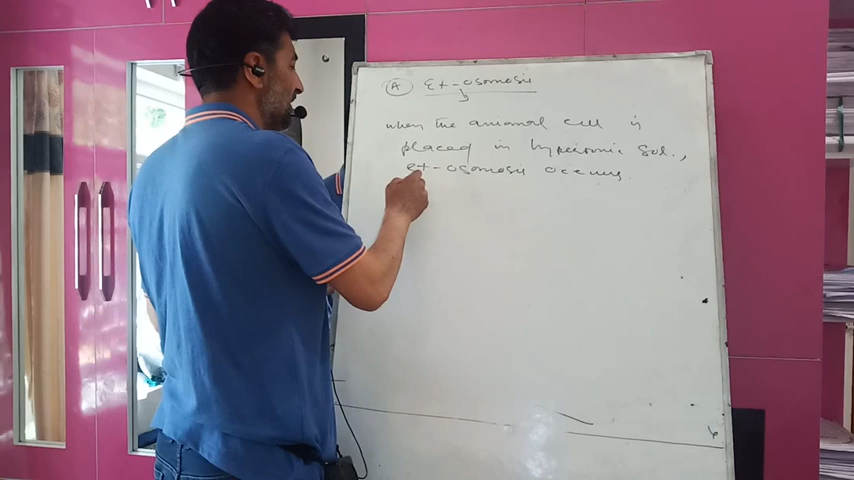 (A) Ex-osmosis
when the animal cell is
placed in hypertonic sol.,
ex-osmosis occurs.